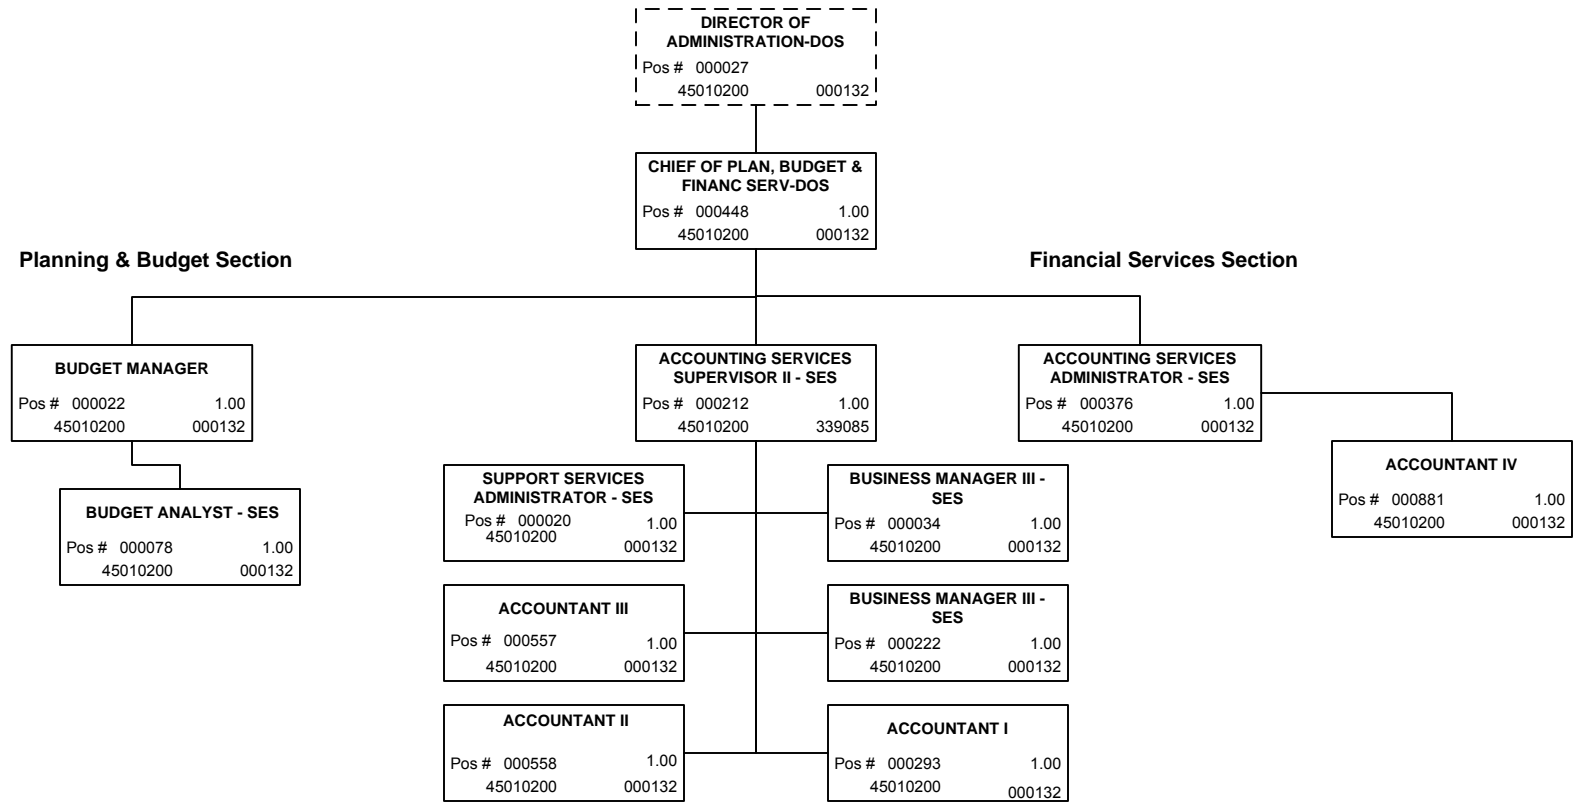 DIRECTOR OF
ADMINISTRATION-DOS
Pos # 000027
45010200 000132
CHIEF OF PLAN, BUDGET &
FINANC SERV-DOS
Pos # 000448 1.00
45010200 000132
Planning & Budget Section
Financial Services Section
BUDGET MANAGER
Pos # 000022 1.00
45010200 000132
BUDGET ANALYST - SES
Pos # 000078 1.00
45010200 000132
ACCOUNTING SERVICES
SUPERVISOR II - SES
Pos # 000212 1.00
45010200 339085
SUPPORT SERVICES
ADMINISTRATOR - SES
Pos # 000020 1.00
45010200
000132
BUSINESS MANAGER III -
SES
Pos # 000034 1.00
45010200 000132
ACCOUNTANT III
Pos # 000557 1.00
45010200 000132
BUSINESS MANAGER III -
SES
Pos # 000222 1.00
45010200 000132
ACCOUNTANT II
Pos # 000558 1.00
45010200 000132
ACCOUNTANT I
Pos # 000293 1.00
45010200 000132
ACCOUNTING SERVICES
ADMINISTRATOR - SES
Pos # 000376 1.00
45010200 000132
ACCOUNTANT IV
Pos # 000881 1.00
45010200 000132